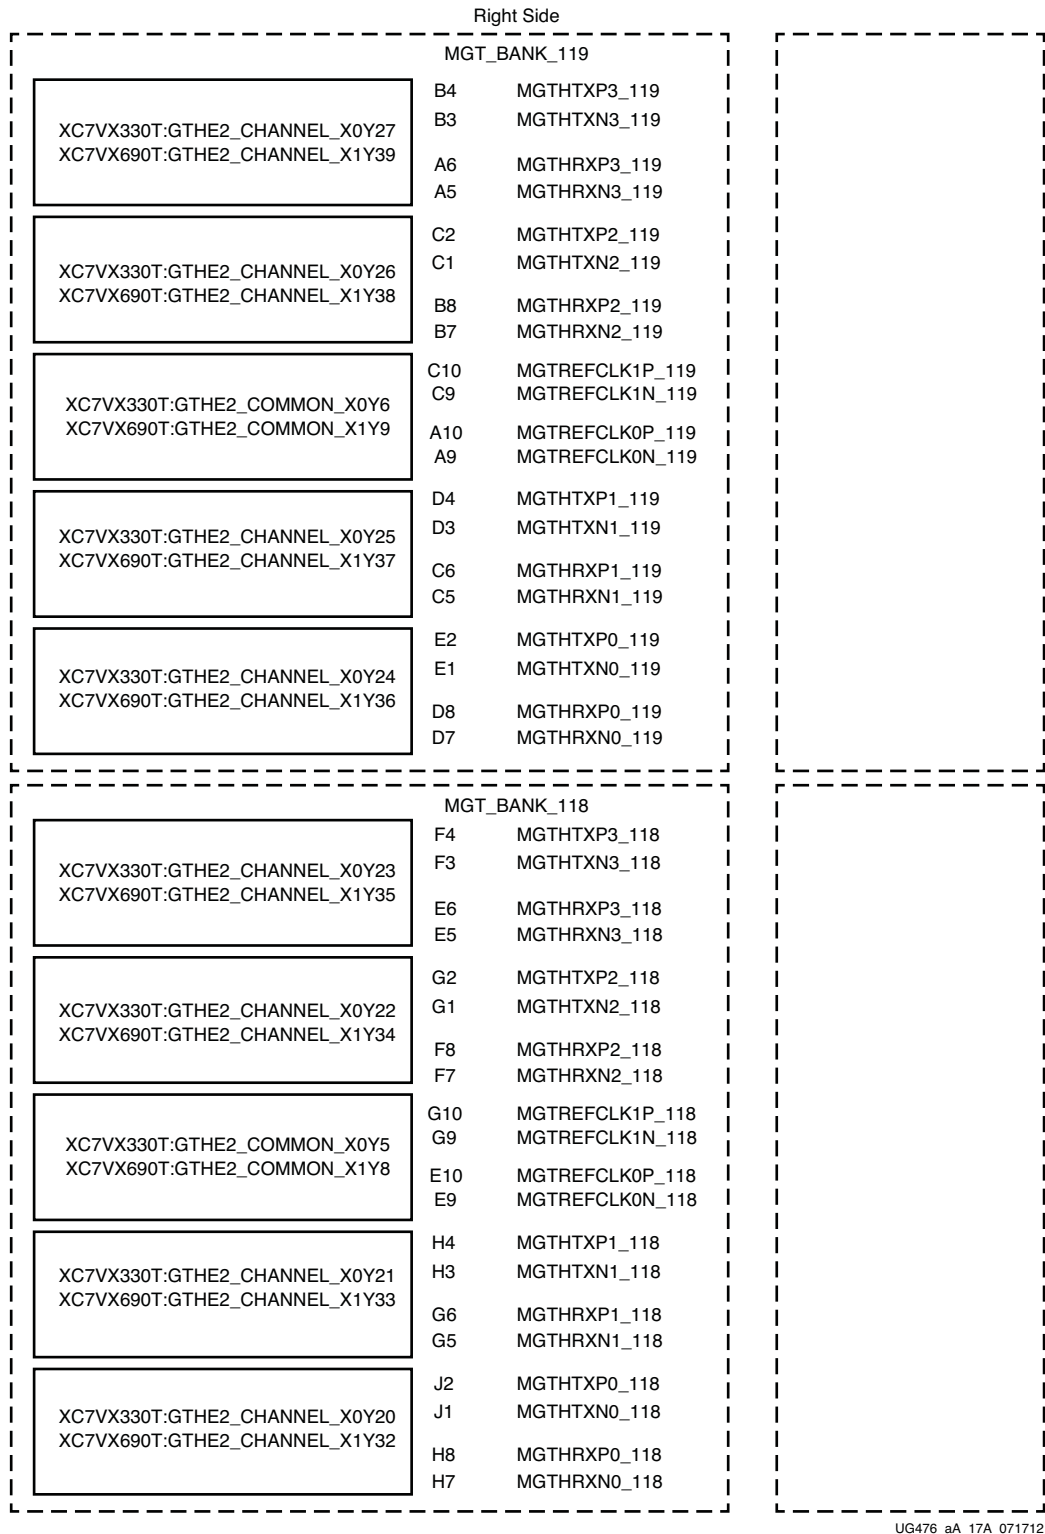 Right Side
MGT_BANK_119
B4 MGTHTXP3_119
B3 MGTHTXN3_119
XC7VX330T:GTHE2_CHANNEL_X0Y27
XC7VX690T:GTHE2_CHANNEL_X1Y39
A6 MGTHRXP3_119
A5 MGTHRXN3_119
C2 MGTHTXP2_119
C1 MGTHTXN2_119
XC7VX330T:GTHE2_CHANNEL_X0Y26
XC7VX690T:GTHE2_CHANNEL_X1Y38
B8 MGTHRXP2_119
B7 MGTHRXN2_119
C10 MGTREFCLK1P_119
C9 MGTREFCLK1N_119
XC7VX330T:GTHE2_COMMON_X0Y6
XC7VX690T:GTHE2_COMMON_X1Y9
A10 MGTREFCLK0P_119
A9 MGTREFCLK0N_119
D4 MGTHTXP1_119
D3 MGTHTXN1_119
XC7VX330T:GTHE2_CHANNEL_X0Y25
XC7VX690T:GTHE2_CHANNEL_X1Y37
C6 MGTHRXP1_119
C5 MGTHRXN1_119
E2 MGTHTXP0_119
E1 MGTHTXN0_119
XC7VX330T:GTHE2_CHANNEL_X0Y24
XC7VX690T:GTHE2_CHANNEL_X1Y36
D8 MGTHRXP0_119
D7 MGTHRXN0_119
MGT_BANK_118
F4 MGTHTXP3_118
F3 MGTHTXN3_118
XC7VX330T:GTHE2_CHANNEL_X0Y23
XC7VX690T:GTHE2_CHANNEL_X1Y35
E6 MGTHRXP3_118
E5 MGTHRXN3_118
G2 MGTHTXP2_118
G1 MGTHTXN2_118
XC7VX330T:GTHE2_CHANNEL_X0Y22
XC7VX690T:GTHE2_CHANNEL_X1Y34
F8 MGTHRXP2_118
F7 MGTHRXN2_118
G10 MGTREFCLK1P_118
G9 MGTREFCLK1N_118
XC7VX330T:GTHE2_COMMON_X0Y5
XC7VX690T:GTHE2_COMMON_X1Y8
E10 MGTREFCLK0P_118
E9 MGTREFCLK0N_118
H4 MGTHTXP1_118
H3 MGTHTXN1_118
XC7VX330T:GTHE2_CHANNEL_X0Y21
XC7VX690T:GTHE2_CHANNEL_X1Y33
G6 MGTHRXP1_118
G5 MGTHRXN1_118
J2 MGTHTXP0_118
J1 MGTHTXN0_118
XC7VX330T:GTHE2_CHANNEL_X0Y20
XC7VX690T:GTHE2_CHANNEL_X1Y32
H8 MGTHRXP0_118
H7 MGTHRXN0_118
UG476_aA_17A_071712